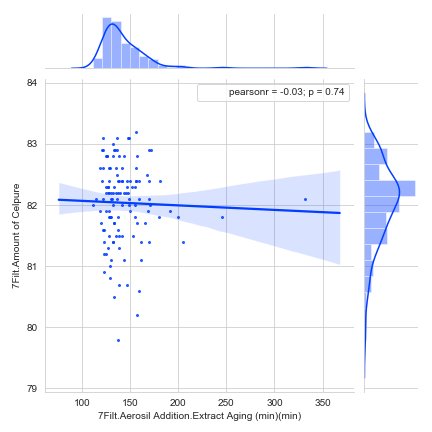 pearsonr = -0.03; p = 0.74
84
83
82
81
80
79
7Filt.Amount of Celpure
100 150 200 250 300 350
7Filt.Aerosil Addition.Extract Aging (min)(min)